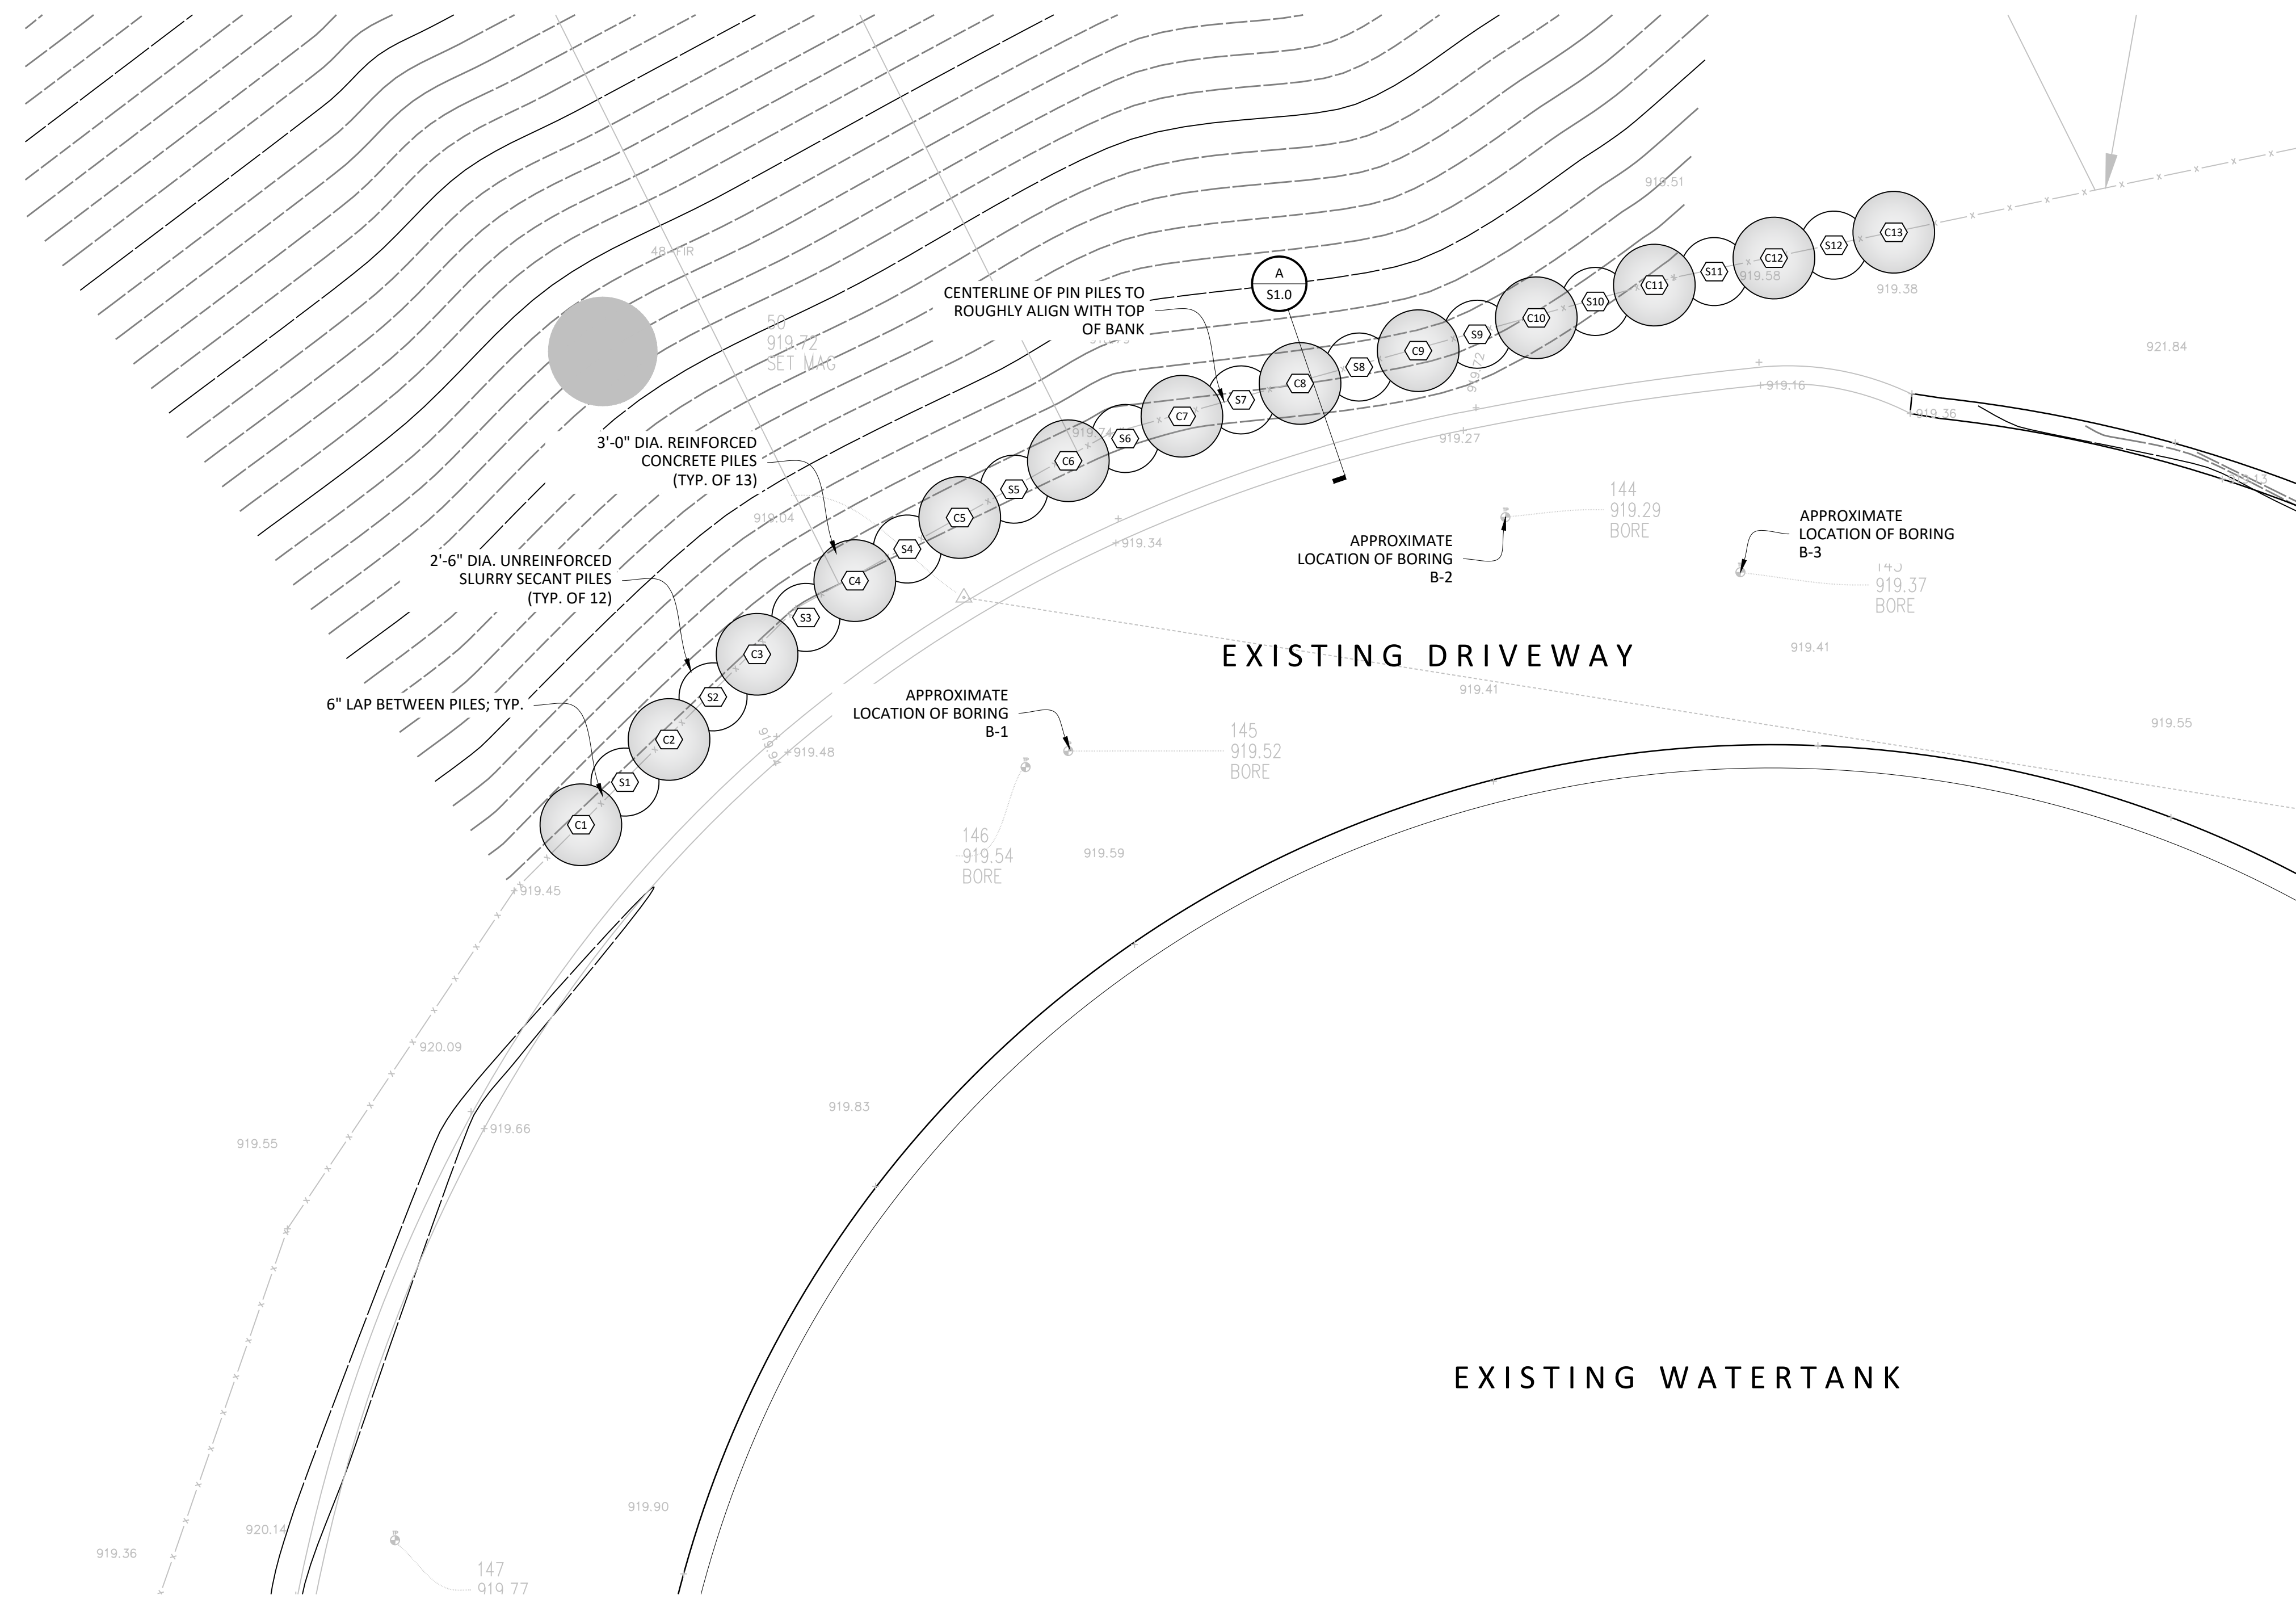 919.51
C13
S12
C12
919.58
919.38
S11
C11
48" FIR
A
S1.0
CENTERLINE OF PIN PILES TO
ROUGHLY ALIGN WITH TOP
OF BANK
S10
C10
50
919.72
SET MAG
S9
919.72
C9
921.84
S8
C8
919.16
S7
C7
919.36
919.27
S6
C6
3'-0" DIA. REINFORCED
CONCRETE PILES
(TYP. OF 13)
S5
C5
919.04
919.34
144
919.29
BORE
APPROXIMATE
LOCATION OF BORING
B-2
APPROXIMATE
LOCATION OF BORING
B-3
919.37
BORE
S4
C4
2'-6" DIA. UNREINFORCED
SLURRY SECANT PILES
(TYP. OF 12)
S3
C3
EXISTING DRIVEWAY
919.41
919.41
S2
6" LAP BETWEEN PILES; TYP.
APPROXIMATE
LOCATION OF BORING
B-1
C2
919.94
919.48
145
919.52
BORE
919.55
S1
C1
146
919.54
BORE
919.59
919.45
920.09
919.83
919.66
919.55
EXISTING WATERTANK
919.90
920.14
919.36
147
919.77